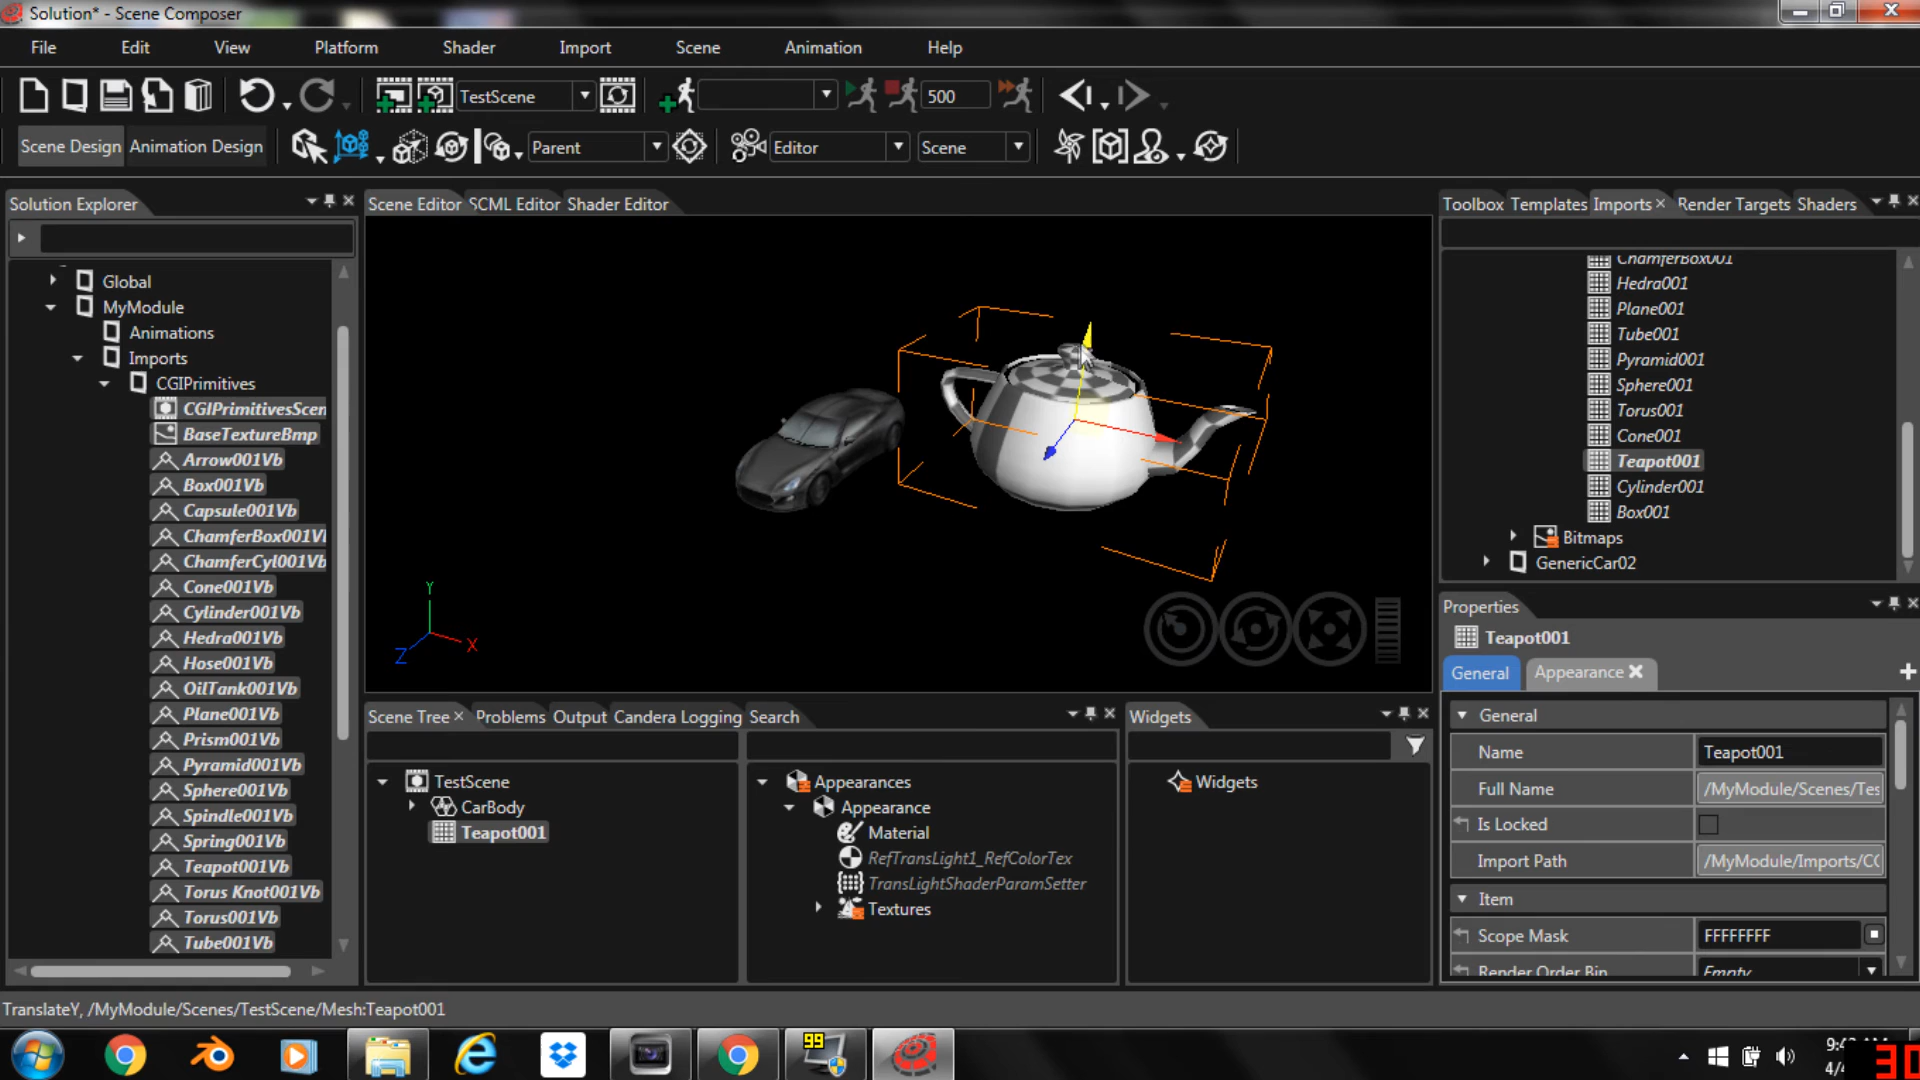 Solution* - Scene Composer
File Edit View Platform Shader Import Scene Animation Help
TestScene 500
Scene Design Animation Design Parent Editor Scene
Solution Explorer
Global
MyModule
Animations
Imports
CGIPrimitives
CGIPrimitivesScen
BaseTextureBmp
Arrow001Vb
Box001Vb
Capsule001Vb
ChamferBox001Vl
ChamferCyl001Vb
Cone001Vb
Cylinder001Vb
Hedra001Vb
Hose001Vb
OilTank001Vb
Plane001Vb
Prism001Vb
Pyramid001Vb
Sphere001Vb
Spindle001Vb
Spring001Vb
Teapot001Vb
Torus Knot001Vb
Torus001Vb
Tube001Vb
Scene Editor SCML Editor Shader Editor
Y
X
Z
Scene Tree Problems Output Candera Logging Search
TestScene
CarBody
Teapot001
Appearances
Appearance
Material
RefTransLight1_RefColorTex
TransLightShaderParamSetter
Textures
Widgets
Widgets
Toolbox Templates Imports Render Targets Shaders
ChamferBox001
Hedra001
Plane001
Tube001
Pyramid001
Sphere001
Torus001
Cone001
Teapot001
Cylinder001
Box001
Bitmaps
GenericCar02
Properties
Teapot001
General Appearance
General
Name Teapot001
Full Name /MyModule/Scenes/Tes
Is Locked
Import Path /MyModule/Imports/CG
Item
Scope Mask FFFFFFFF
Render Order Bin Empty
TranslateY, /MyModule/Scenes/TestScene/Mesh:Teapot001
99
30